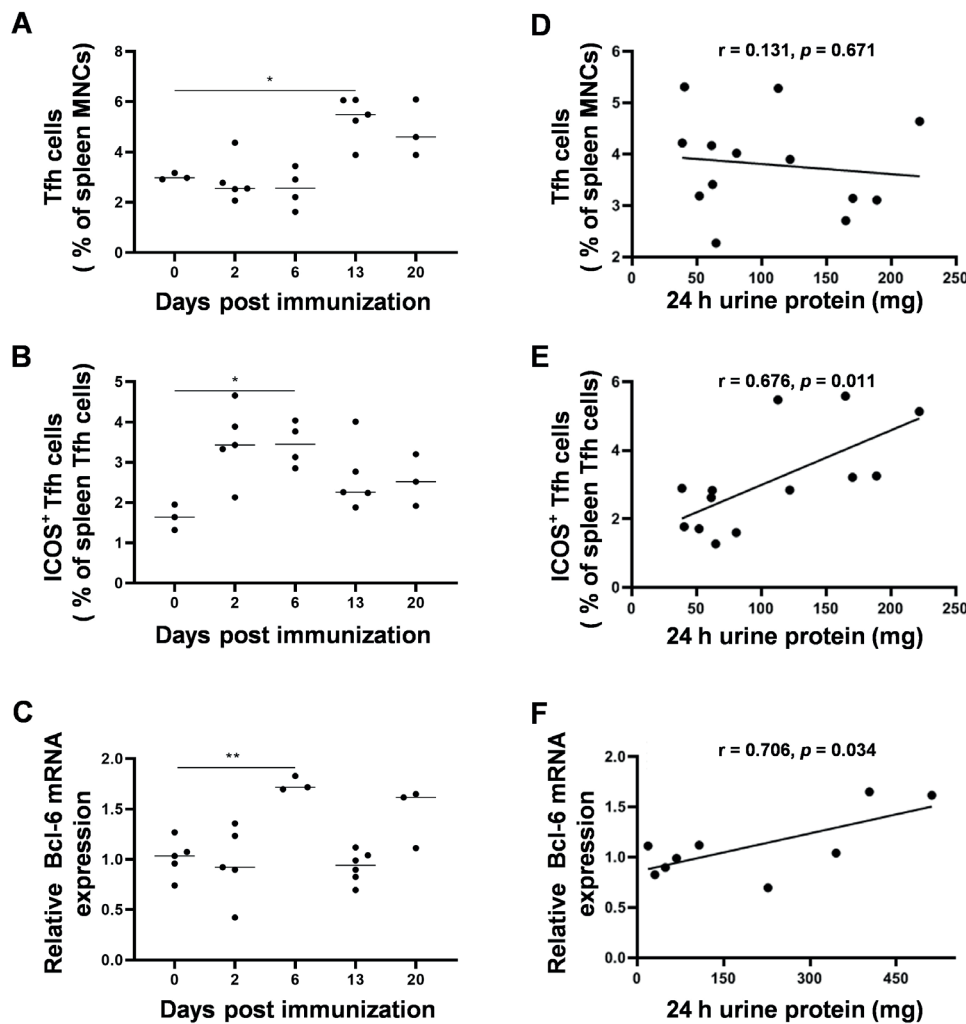 A
Tfh cells
( % of spleen MNCs)
8
6
4
2
0
*
0 2 6 13 20
Days post immunization
D
r = 0.131, p = 0.671
Tfh cells
( % of spleen MNCs)
6
5
4
3
2
0 50 100 150 200 250
24 h urine protein (mg)
B
ICOS+ Tfh cells
( % of spleen Tfh cells)
5
4
3
2
1
0
*
0 2 6 13 20
Days post immunization
E
r = 0.676, p = 0.011
ICOS+ Tfh cells
( % of spleen Tfh cells)
6
4
2
0
0 50 100 150 200 250
24 h urine protein (mg)
C
Relative Bcl-6 mRNA
expression
2.0
1.5
1.0
0.5
0.0
**
0 2 6 13 20
Days post immunization
F
r = 0.706, p = 0.034
Relative Bcl-6 mRNA
expression
2.0
1.5
1.0
0.5
0.0
0 150 300 450
24 h urine protein (mg)